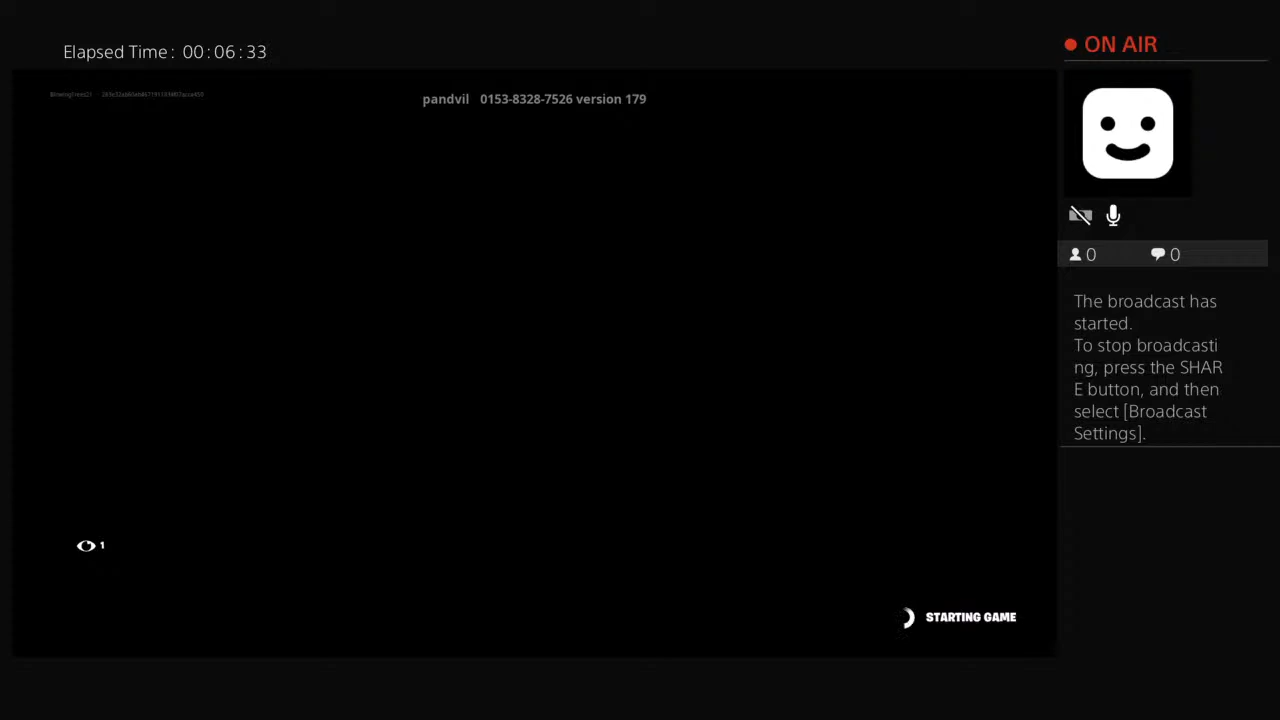 Elapsed Time: 00:06:33
ON AIR
pandvil 0153-8328-7526 version 179
0 0
The broadcast has
started.
To stop broadcasti
ng, press the SHAR
E button, and then
select [Broadcast
Settings].
1
STARTING GAME